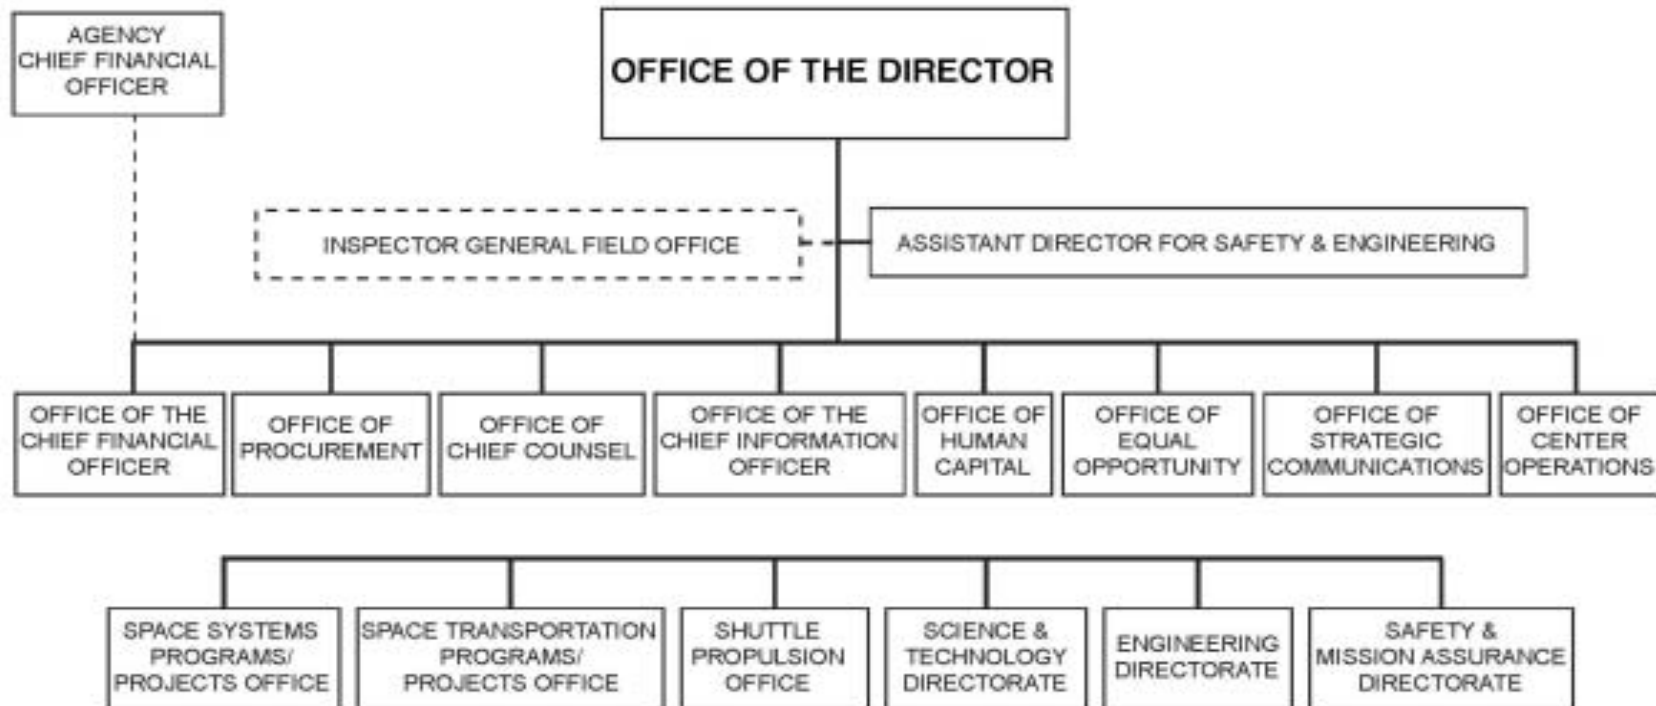 AGENCY
CHIEF FINANCIAL
OFFICER
OFFICE OF THE DIRECTOR
INSPECTOR GENERAL FIELD OFFICE
ASSISTANT DIRECTOR FOR SAFETY & ENGINEERING
OFFICE OF THE
CHIEF FINANCIAL
OFFICER
OFFICE OF
PROCUREMENT
OFFICE OF
CHIEF COUNSEL
OFFICE OF THE
CHIEF INFORMATION
OFFICER
OFFICE OF
HUMAN
CAPITAL
OFFICE OF
EQUAL
OPPORTUNITY
OFFICE OF
STRATEGIC
COMMUNICATIONS
OFFICE OF
CENTER
OPERATIONS
SPACE SYSTEMS
PROGRAMS/
PROJECTS OFFICE
SPACE TRANSPORTATION
PROGRAMS/
PROJECTS OFFICE
SHUTTLE
PROPULSION
OFFICE
SCIENCE &
TECHNOLOGY
DIRECTORATE
ENGINEERING
DIRECTORATE
SAFETY &
MISSION ASSURANCE
DIRECTORATE